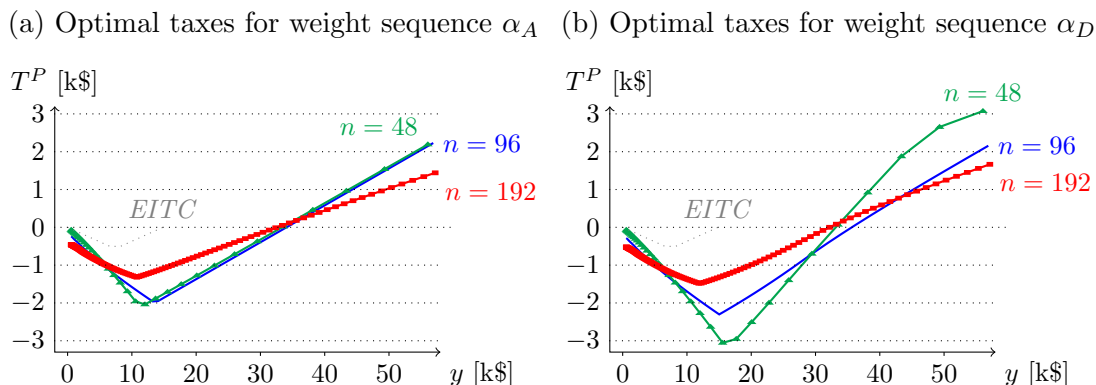 (a) Optimal taxes for weight sequence α_A
T^P [k$]
3
2
1
0
−1
−2
−3
n = 48
n = 96
n = 192
EITC
0 10 20 30 40 50 y [k$]
(b) Optimal taxes for weight sequence α_D
T^P [k$]
3
2
1
0
−1
−2
−3
n = 48
n = 96
n = 192
EITC
0 10 20 30 40 50 y [k$]